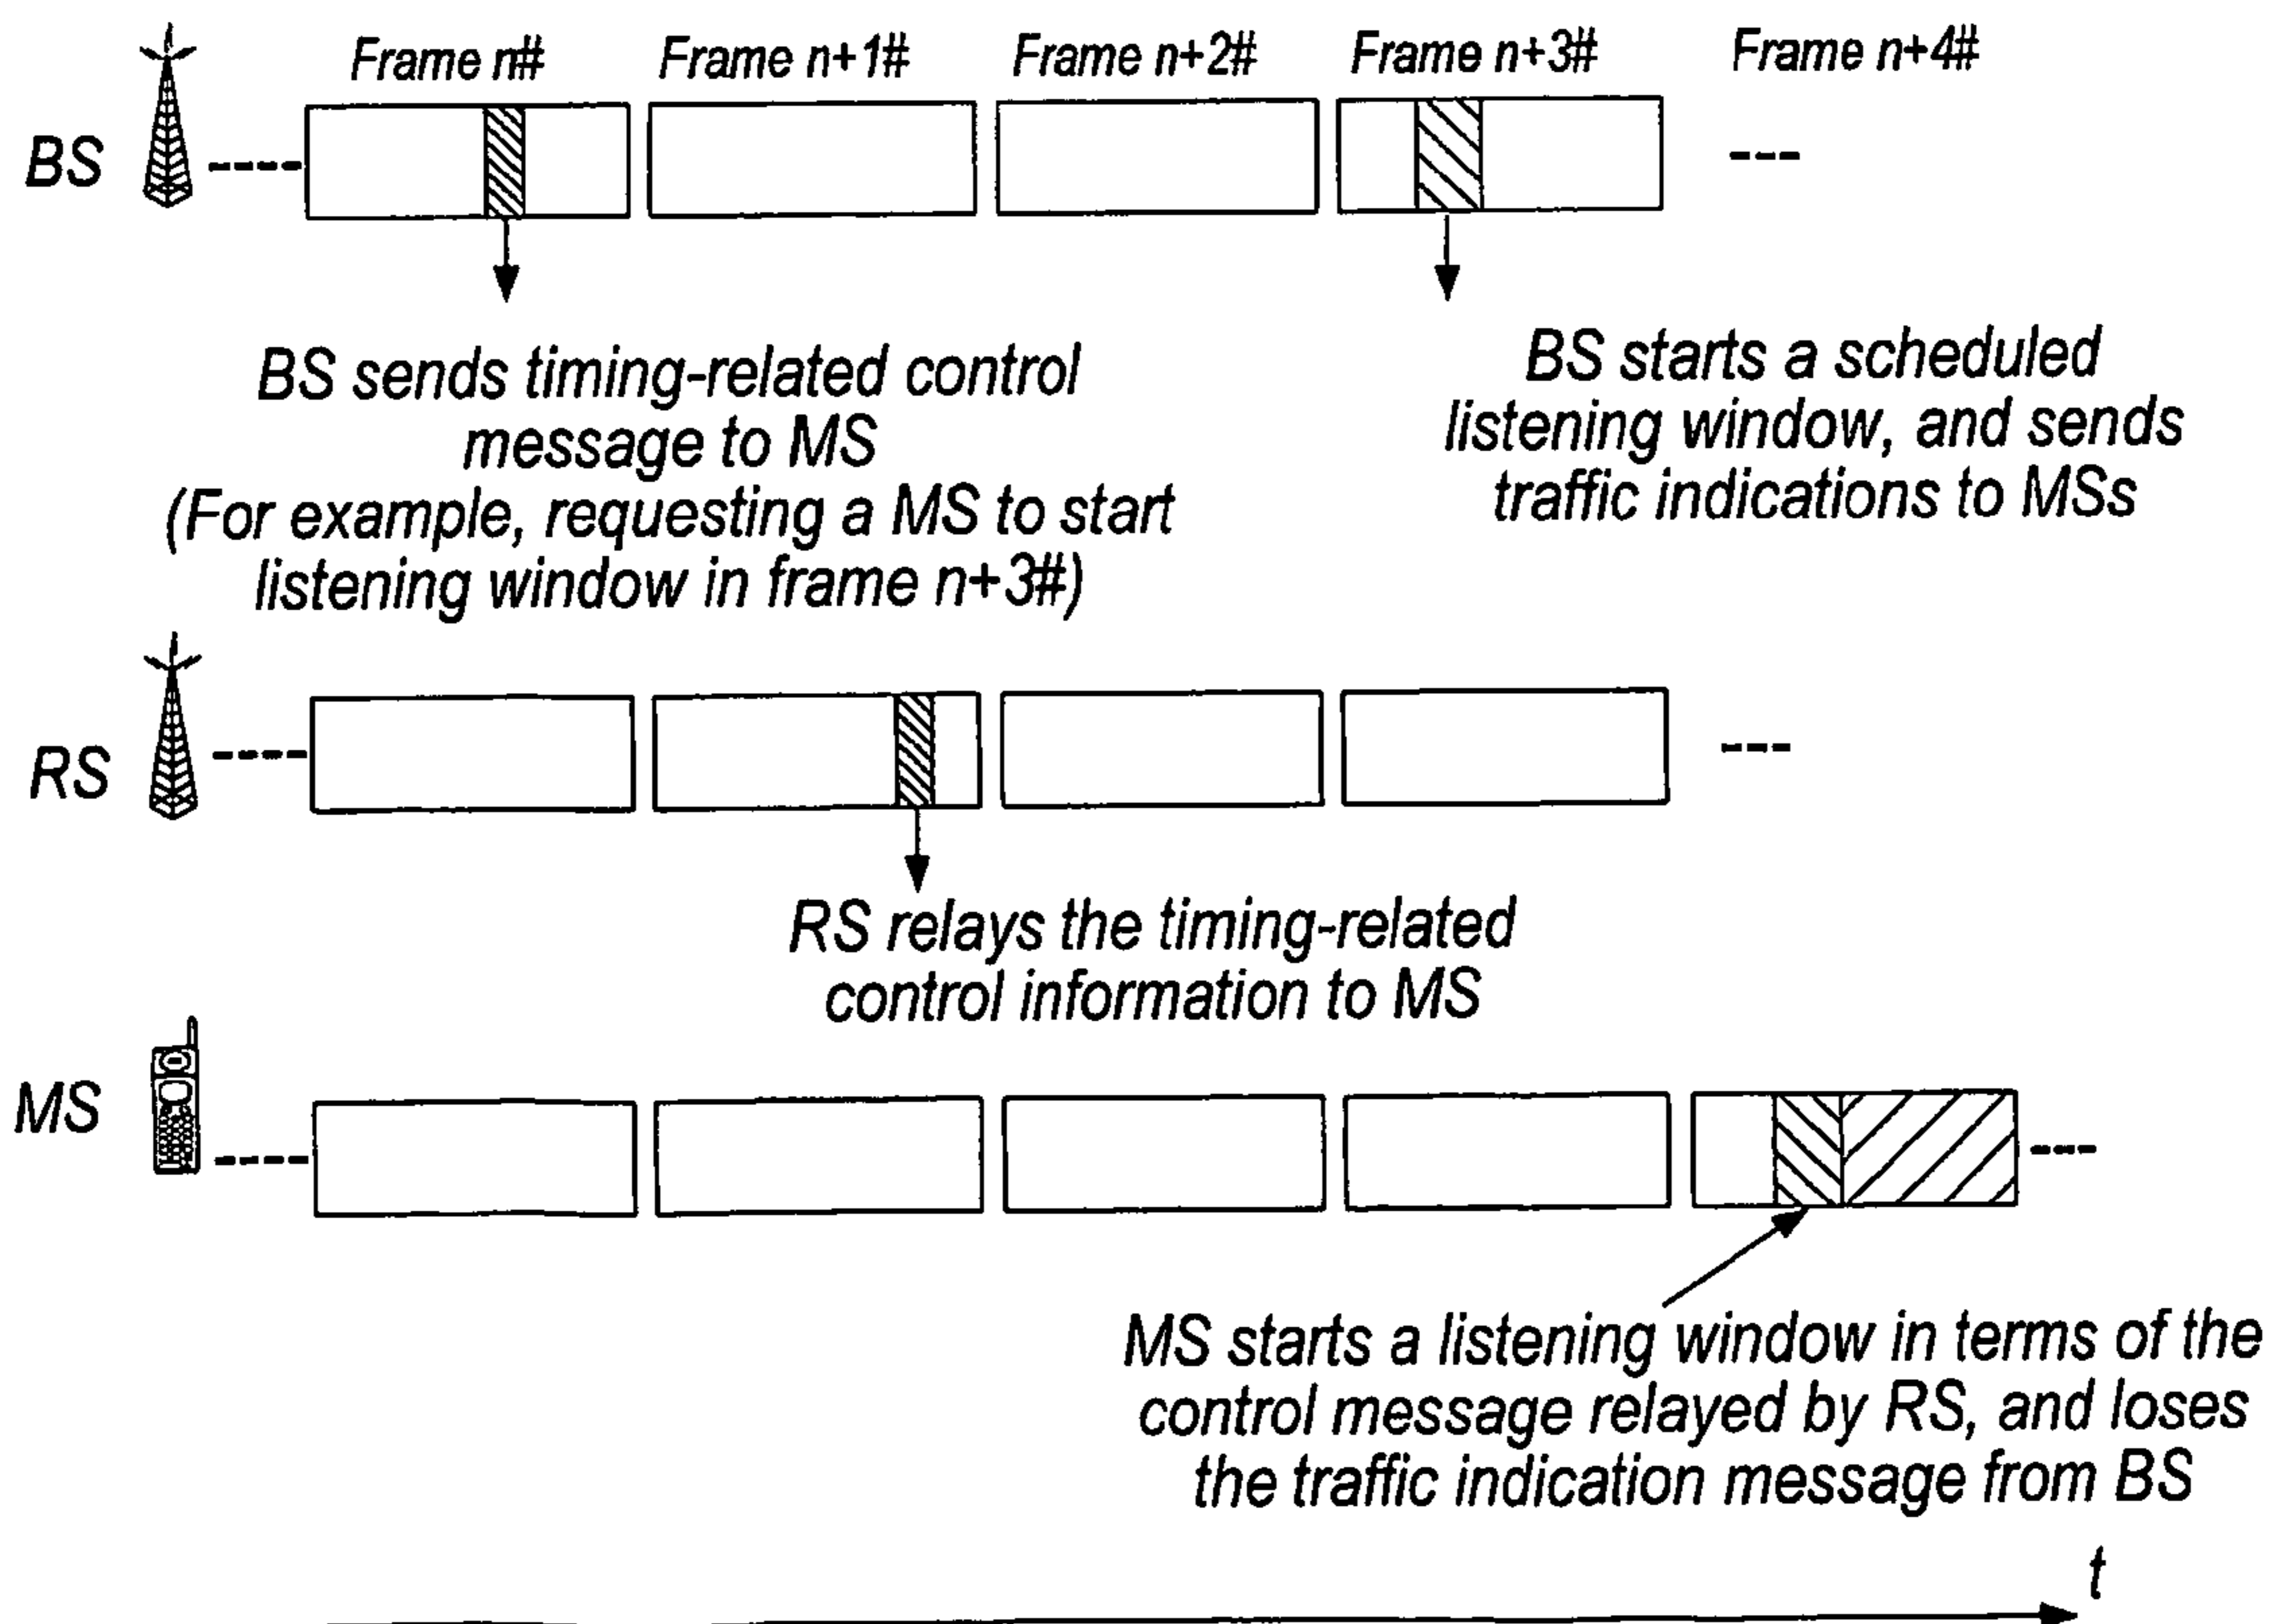 Frame n# Frame n+1# Frame n+2# Frame n+3# Frame n+4#
BS
BS sends timing-related control
message to MS
(For example, requesting a MS to start
listening window in frame n+3#)
BS starts a scheduled
listening window, and sends
traffic indications to MSs
RS
RS relays the timing-related
control information to MS
MS
MS starts a listening window in terms of the
control message relayed by RS, and loses
the traffic indication message from BS
t